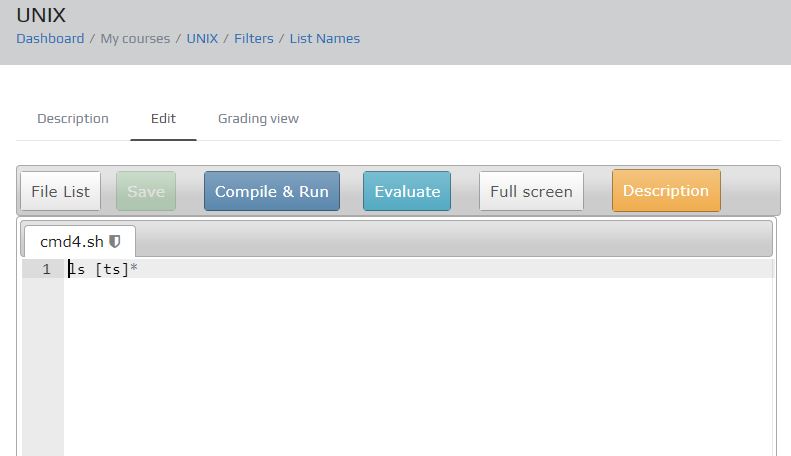 UNIX
Dashboard / My courses / UNIX / Filters / List Names
Description Edit Grading view
File List Save Compile & Run Evaluate Full screen Description
cmd4.sh
1 ls [ts]*